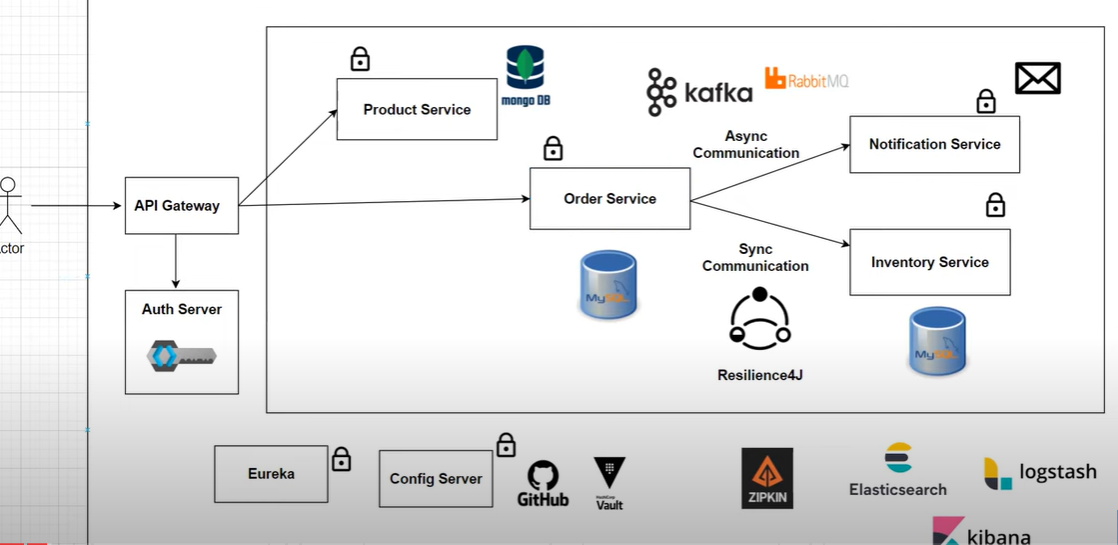 mongo DB
Product Service
kafka
RabbitMQ
Async
Communication
Notification Service
API Gateway
Order Service
ctor
Sync
Communication
Inventory Service
Auth Server
MySQL
MySQL
Resilience4J
Eureka
Config Server
GitHub
HashiCorp
Vault
ZIPKIN
Elasticsearch
logstash
kibana